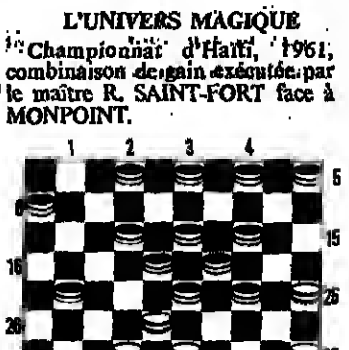 L'UNIVERS MAGIQUE
Championnat d'Haïti, 1961,
combinaison de gain exécutée par
le maître R. SAINT-FORT face à
MONPOINT.
1 2 3 4
5
6
15
16
25
26